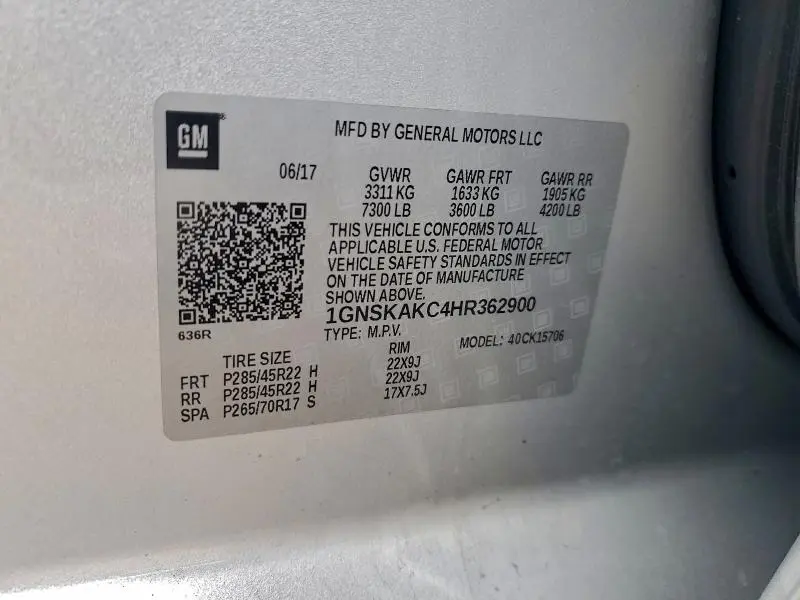 GM
MFD BY GENERAL MOTORS LLC
06/17 GVWR GAWR FRT GAWR RR
3311 KG 1633 KG 1905 KG
7300 LB 3600 LB 4200 LB
THIS VEHICLE CONFORMS TO ALL
APPLICABLE U.S. FEDERAL MOTOR
VEHICLE SAFETY STANDARDS IN EFFECT
ON THE DATE OF MANUFACTURE
SHOWN ABOVE.
1GNSKAKC4HR362900
636R TYPE: M.P.V. MODEL: 40CK15706
TIRE SIZE RIM
FRT P285/45R22 H 22X9J
RR P285/45R22 H 22X9J
SPA P265/70R17 S 17X7.5J